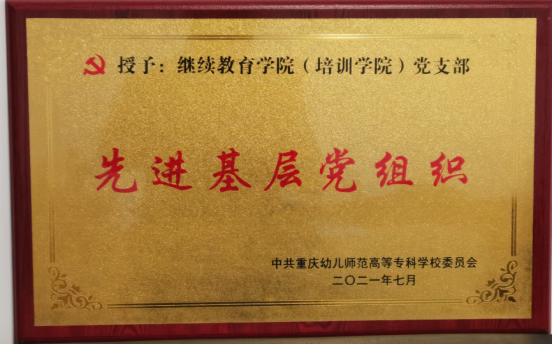 授予：继续教育学院（培训学院）党支部
先进基层党组织
中共重庆幼儿师范高等专科学校委员会
二〇二一年七月